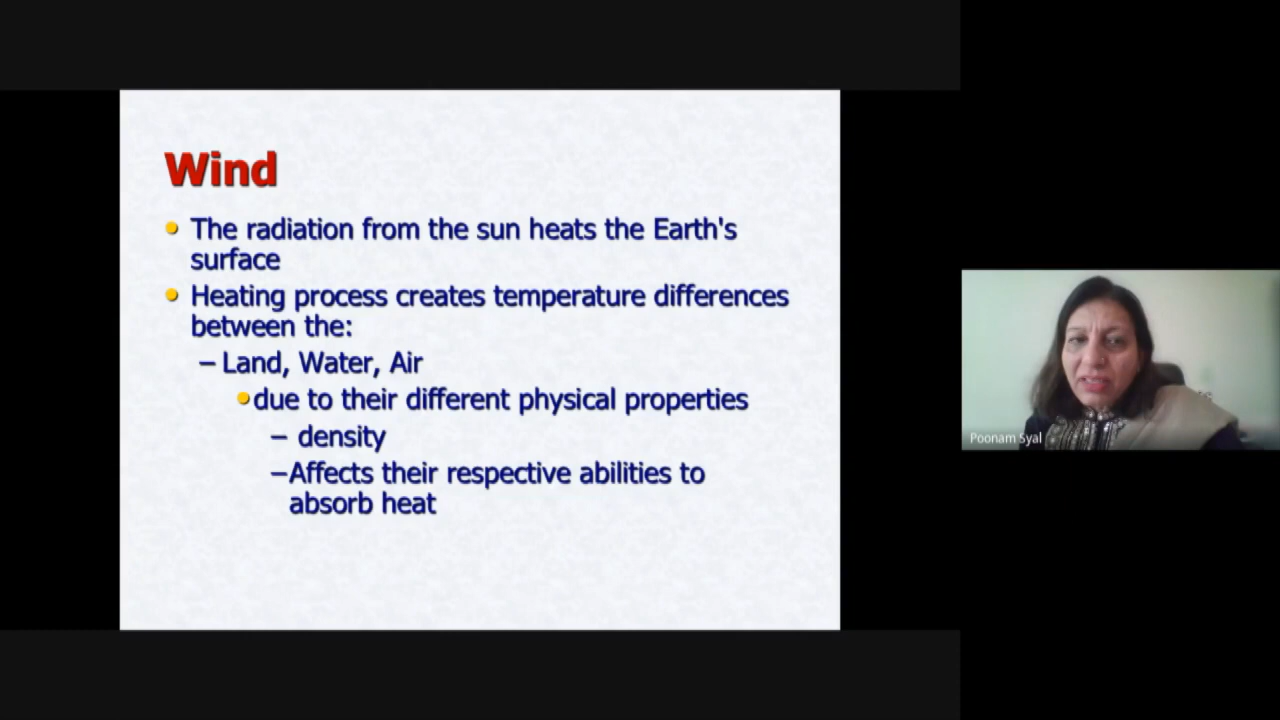 Wind
• The radiation from the sun heats the Earth's
surface
• Heating process creates temperature differences
between the:
– Land, Water, Air
• due to their different physical properties
– density
– Affects their respective abilities to
absorb heat
Poonam Syal